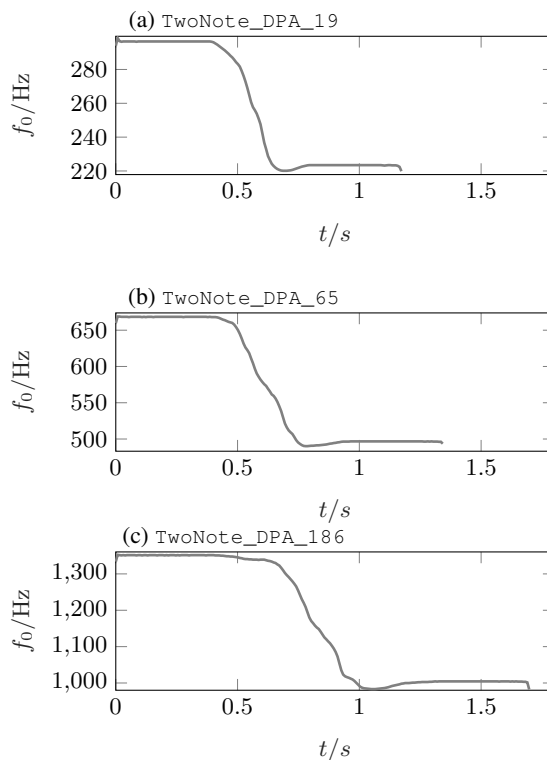 (a) TwoNote_DPA_19
f0/Hz
280
260
240
220
0 0.5 1 1.5
t/s
(b) TwoNote_DPA_65
f0/Hz
650
600
550
500
0 0.5 1 1.5
t/s
(c) TwoNote_DPA_186
f0/Hz
1,300
1,200
1,100
1,000
0 0.5 1 1.5
t/s